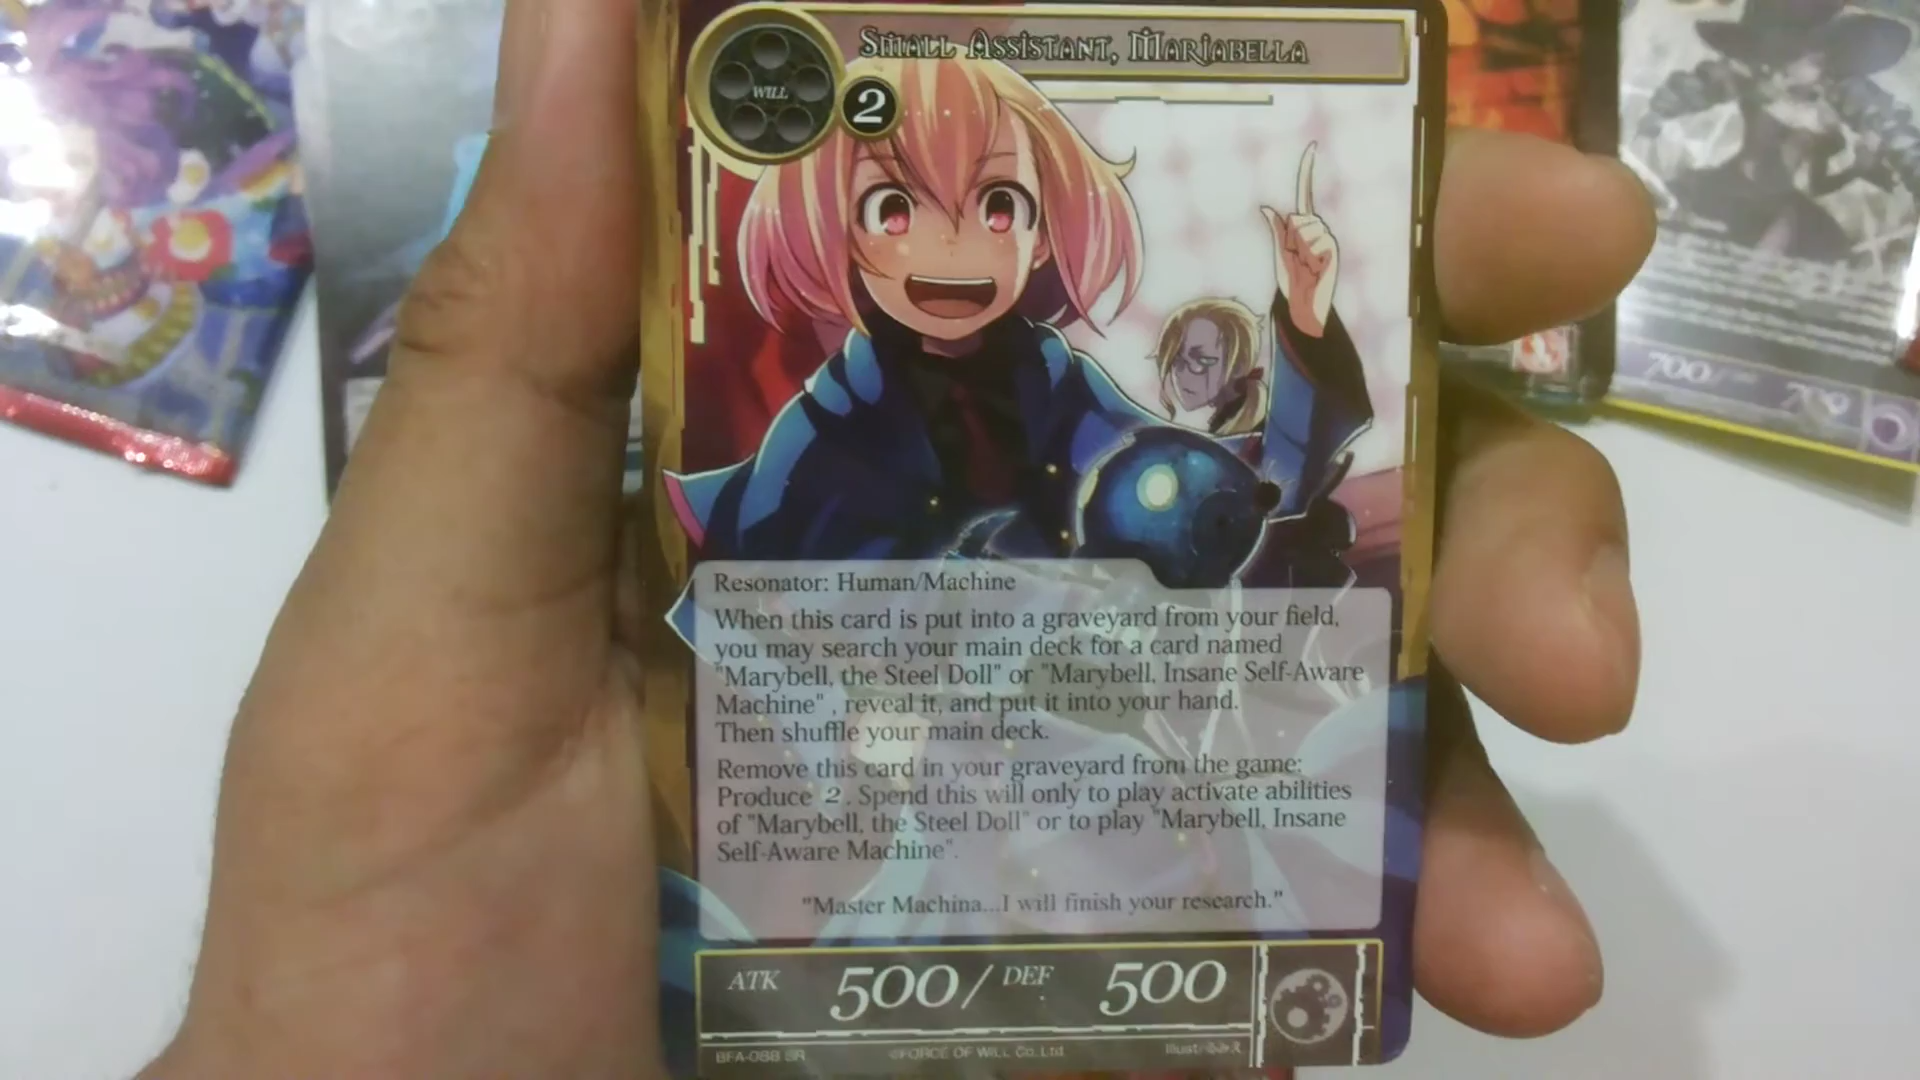 Small Assistant, Mariabella
WILL
2
Resonator: Human/Machine
When this card is put into a graveyard from your field,
you may search your main deck for a card named
"Marybell, the Steel Doll" or "Marybell, Insane Self-Aware
Machine" , reveal it, and put it into your hand.
Then shuffle your main deck.
Remove this card in your graveyard from the game:
Produce 2. Spend this will only to play activate abilities
of "Marybell, the Steel Doll" or to play "Marybell, Insane
Self-Aware Machine".
"Master Machina...I will finish your research."
ATK 500 / DEF 500
BFA-088 SR ©FORCE OF WILL Co.,Ltd. Illust:
700/ 700